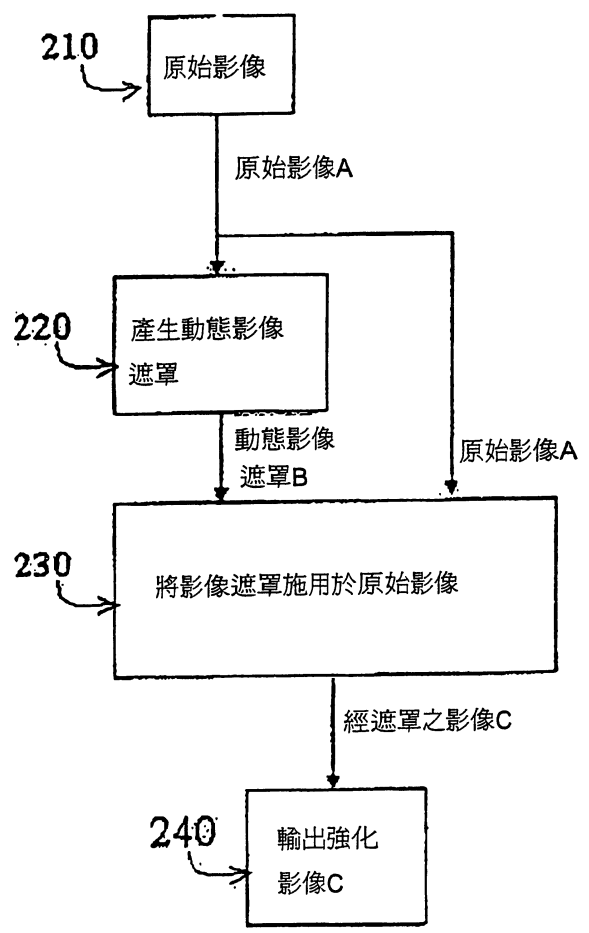 210
原始影像
原始影像A
220
產生動態影像
遮罩
動態影像
遮罩B
原始影像A
230
將影像遮罩施用於原始影像
經遮罩之影像C
240
輸出強化
影像C